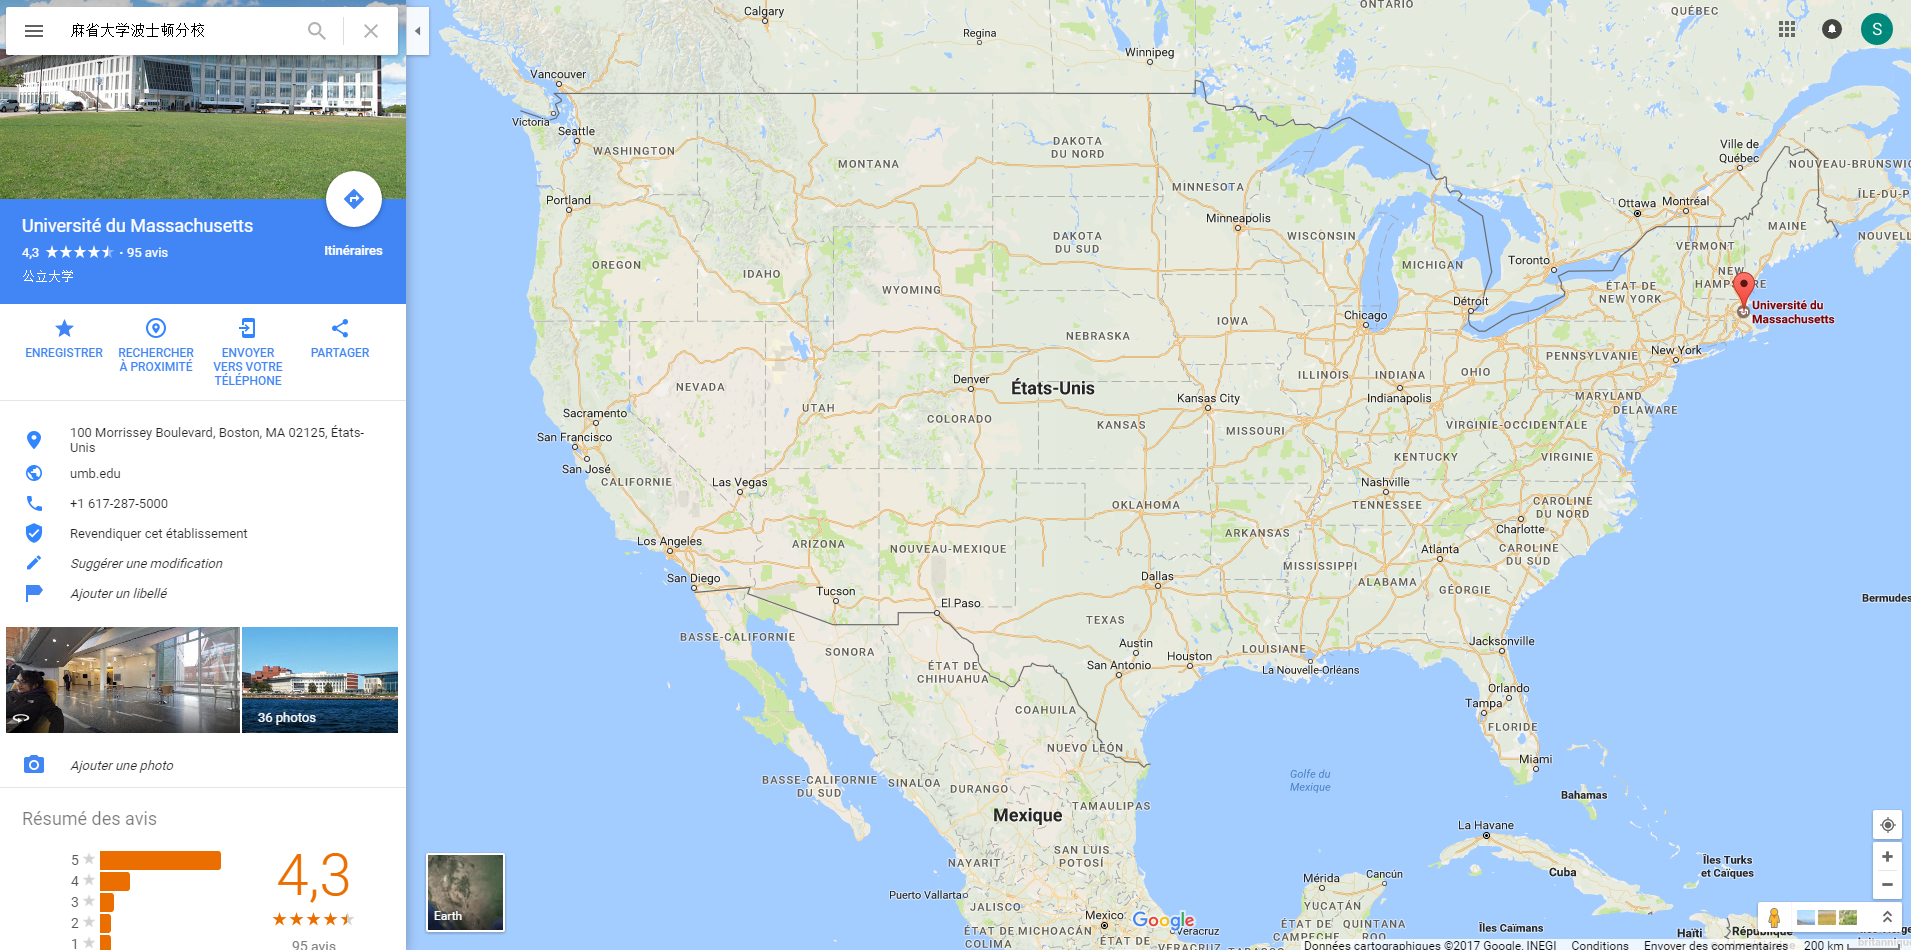 麻省大学波士顿分校
Université du Massachusetts
4,3 ★★★★★ · 95 avis
公立大学
Itinéraires
ENREGISTRER
RECHERCHER
À PROXIMITÉ
ENVOYER
VERS VOTRE
TÉLÉPHONE
PARTAGER
100 Morrissey Boulevard, Boston, MA 02125, États-
Unis
umb.edu
+1 617-287-5000
Revendiquer cet établissement
Suggérer une modification
Ajouter un libellé
36 photos
Ajouter une photo
Résumé des avis
5
4
3
2
1
4,3
95 avis
Earth
S
Calgary
Regina
Winnipeg
ONTARIO
QUÉBEC
Vancouver
Victoria
Seattle
WASHINGTON
MONTANA
DAKOTA
DU NORD
MINNESOTA
Ville de
Québec
NOUVEAU-BRUNSWIC
ÎLE-DU-P
Portland
Minneapolis
Ottawa
Montréal
MAINE
NOUVELL
DAKOTA
DU SUD
WISCONSIN
VERMONT
OREGON
IDAHO
WYOMING
MICHIGAN
Toronto
NEW
HAMPSHIRE
ÉTAT DE
NEW YORK
Université du
Massachusetts
Détroit
Chicago
IOWA
NEBRASKA
New York
PENNSYLVANIE
NEVADA
UTAH
Denver
États-Unis
ILLINOIS
INDIANA
OHIO
Kansas City
Indianapolis
MARYLAND
DELAWARE
Sacramento
San Francisco
COLORADO
KANSAS
MISSOURI
VIRGINIE-OCCIDENTALE
San José
CALIFORNIE
Las Vegas
KENTUCKY
VIRGINIE
Nashville
OKLAHOMA
TENNESSEE
CAROLINE
DU NORD
Charlotte
Los Angeles
ARIZONA
NOUVEAU-MEXIQUE
ARKANSAS
Atlanta
CAROLINE
DU SUD
San Diego
Tucson
El Paso
Dallas
MISSISSIPPI
ALABAMA
GÉORGIE
Bermudes
TEXAS
BASSE-CALIFORNIE
SONORA
ÉTAT DE
CHIHUAHUA
Austin
San Antonio
Houston
LOUISIANE
La Nouvelle-Orléans
Jacksonville
COAHUILA
Orlando
Tampa
FLORIDE
NUEVO LEÓN
Miami
BASSE-CALIFORNIE
DU SUD
SINALOA
DURANGO
TAMAULIPAS
Golfe du
Mexique
Bahamas
Mexique
La Havane
SAN LUIS
POTOSÍ
NAYARIT
Îles Turks
et Caïques
Cuba
Mérida
Cancún
Puerto Vallarta
JALISCO
YUCATÁN
Mexico
Google
Veracruz
COLIMA
ÉTAT DE
MICHOACÁN
ÉTAT DE
VERACRUZ
ÉTAT DE
CAMPECHE
QUINTANA
ROO
Îles Caïmans
Haïti
République
Données cartographiques ©2017 Google, INEGI
Conditions
Envoyer des commentaires
200 km